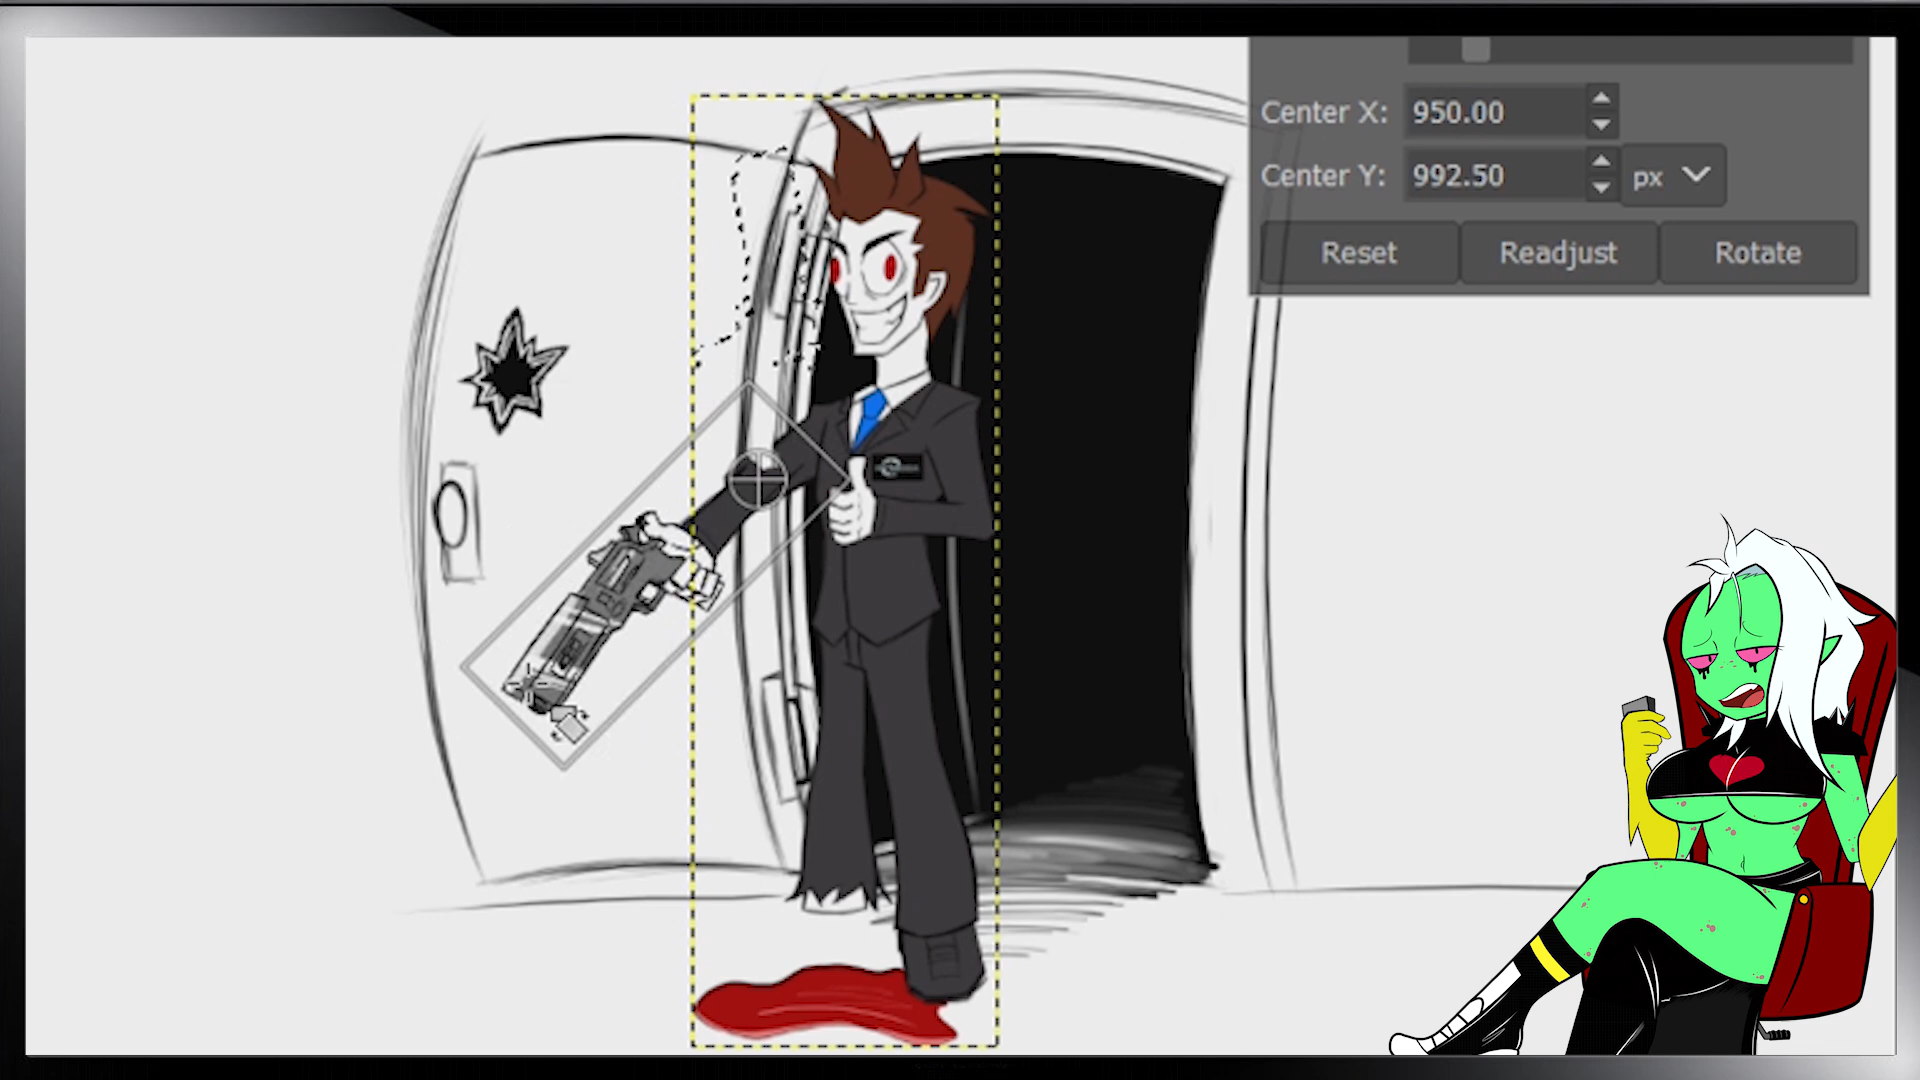 Center X: 950.00
Center Y: 992.50 px
Reset Readjust Rotate